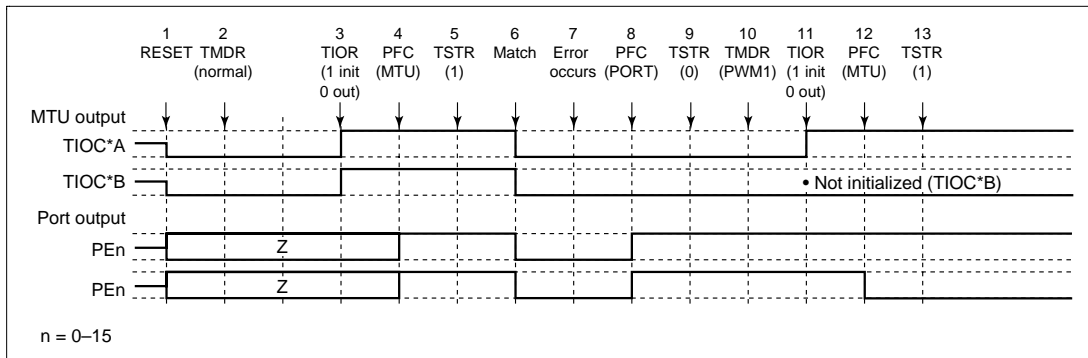 1 2 3 4 5 6 7 8 9 10 11 12 13
RESET TMDR TIOR PFC TSTR Match Error PFC TSTR TMDR TIOR PFC TSTR
(normal) (1 init (MTU) (1) occurs (PORT) (0) (PWM1) (1 init (MTU) (1)
0 out) 0 out)
MTU output
TIOC*A
TIOC*B
• Not initialized (TIOC*B)
Port output
PEn
Z
PEn
Z
n = 0–15